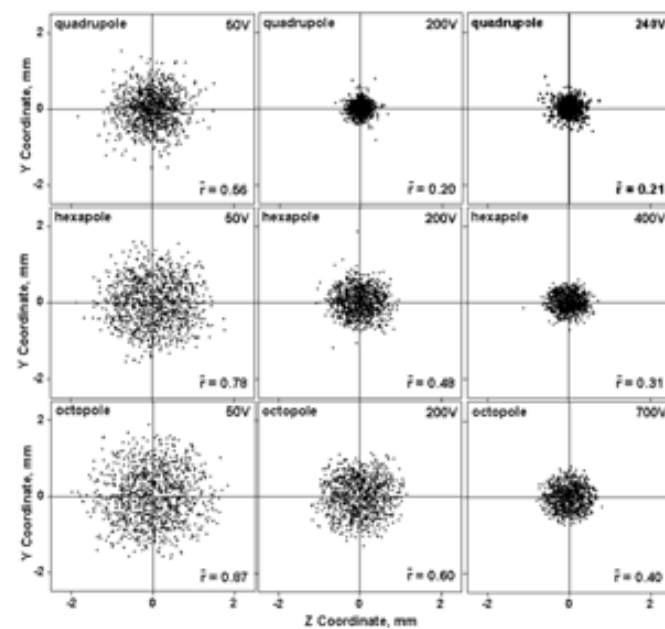 quadrupole 50V
quadrupole 200V
quadrupole 240V
2
0
-2
Y Coordinate, mm
r̄ = 0.56
r̄ = 0.20
r̄ = 0.21
hexapole 50V
hexapole 200V
hexapole 400V
2
0
-2
Y Coordinate, mm
r̄ = 0.78
r̄ = 0.48
r̄ = 0.31
octopole 50V
octopole 200V
octopole 700V
2
0
-2
Y Coordinate, mm
r̄ = 0.87
r̄ = 0.60
r̄ = 0.40
-2 0 2 0 2 0 2
Z Coordinate, mm